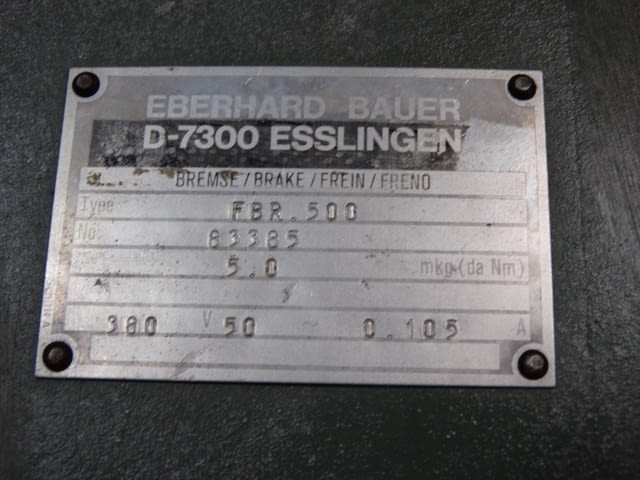 EBERHARD BAUER
D-7300 ESSLINGEN
BREMSE/BRAKE/FREIN/FRENO
Type FBR.500
No. 83385
5.0 mkg (da Nm)
380 V 50 ~ 0.105 A